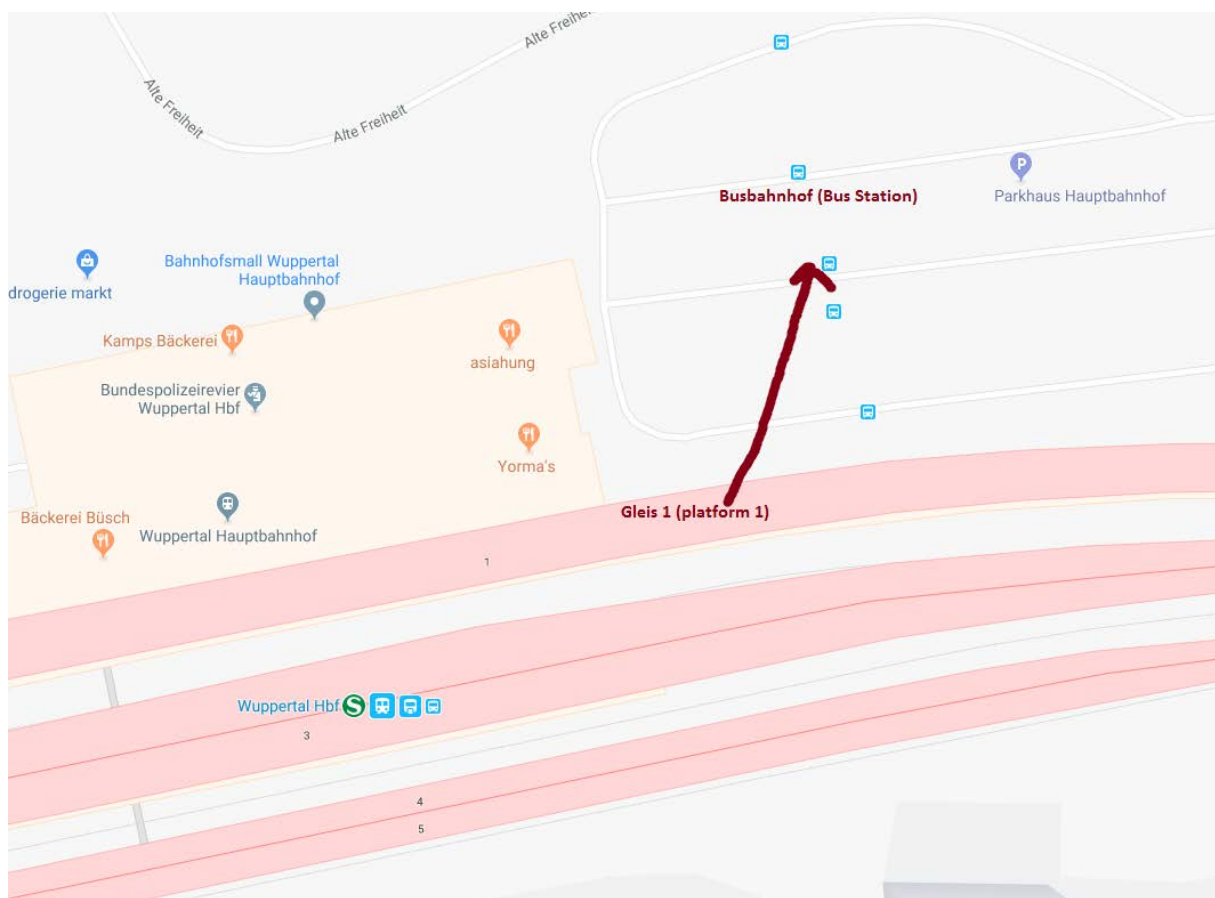 Alte Freiheit
Alte Freiheit
Alte Freiheit
Busbahnhof (Bus Station)
P
Parkhaus Hauptbahnhof
drogerie markt
Bahnhofsmall Wuppertal
Hauptbahnhof
Kamps Bäckerei
asiahung
Bundespolizeirevier
Wuppertal Hbf
Yorma's
Gleis 1 (platform 1)
Bäckerei Büsch
Wuppertal Hauptbahnhof
1
Wuppertal Hbf S
3
4
5